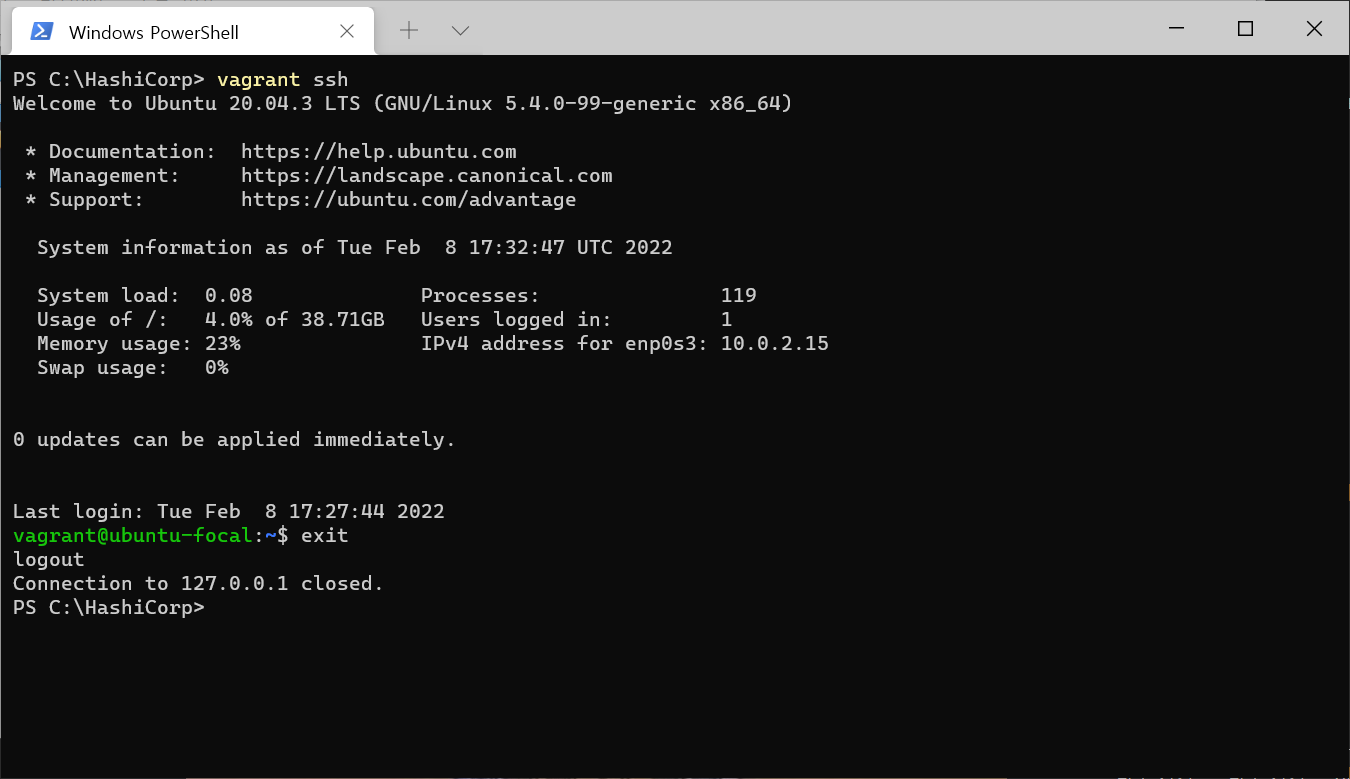 Windows PowerShell
PS C:\HashiCorp> vagrant ssh
Welcome to Ubuntu 20.04.3 LTS (GNU/Linux 5.4.0-99-generic x86_64)
* Documentation:  https://help.ubuntu.com
* Management:     https://landscape.canonical.com
* Support:        https://ubuntu.com/advantage
System information as of Tue Feb  8 17:32:47 UTC 2022
System load:  0.08              Processes:               119
Usage of /:   4.0% of 38.71GB   Users logged in:         1
Memory usage: 23%               IPv4 address for enp0s3: 10.0.2.15
Swap usage:   0%
0 updates can be applied immediately.
Last login: Tue Feb  8 17:27:44 2022
vagrant@ubuntu-focal:~$ exit
logout
Connection to 127.0.0.1 closed.
PS C:\HashiCorp>